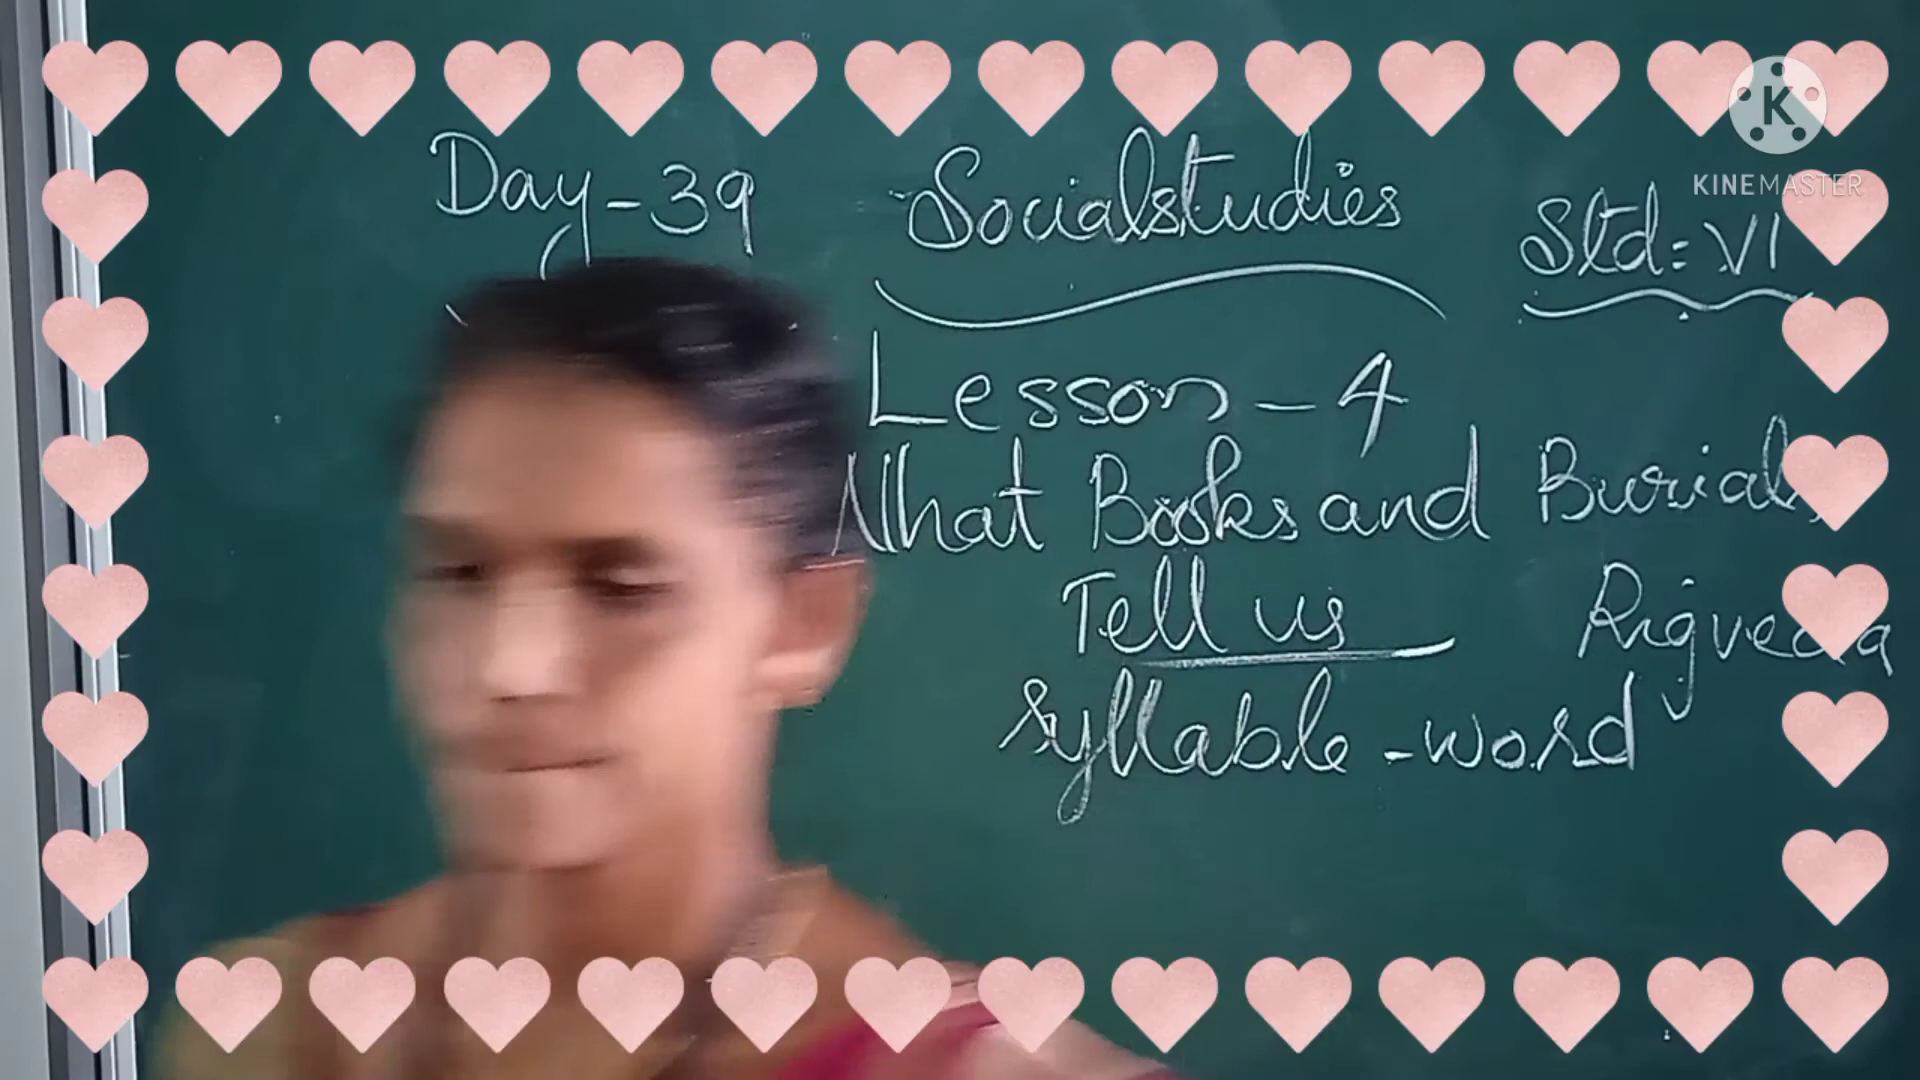 Day-39 Socialstudies Std: VI
KINEMASTER
Lesson-4
What Books and Burials
Tell us Rigveda
Syllable-word